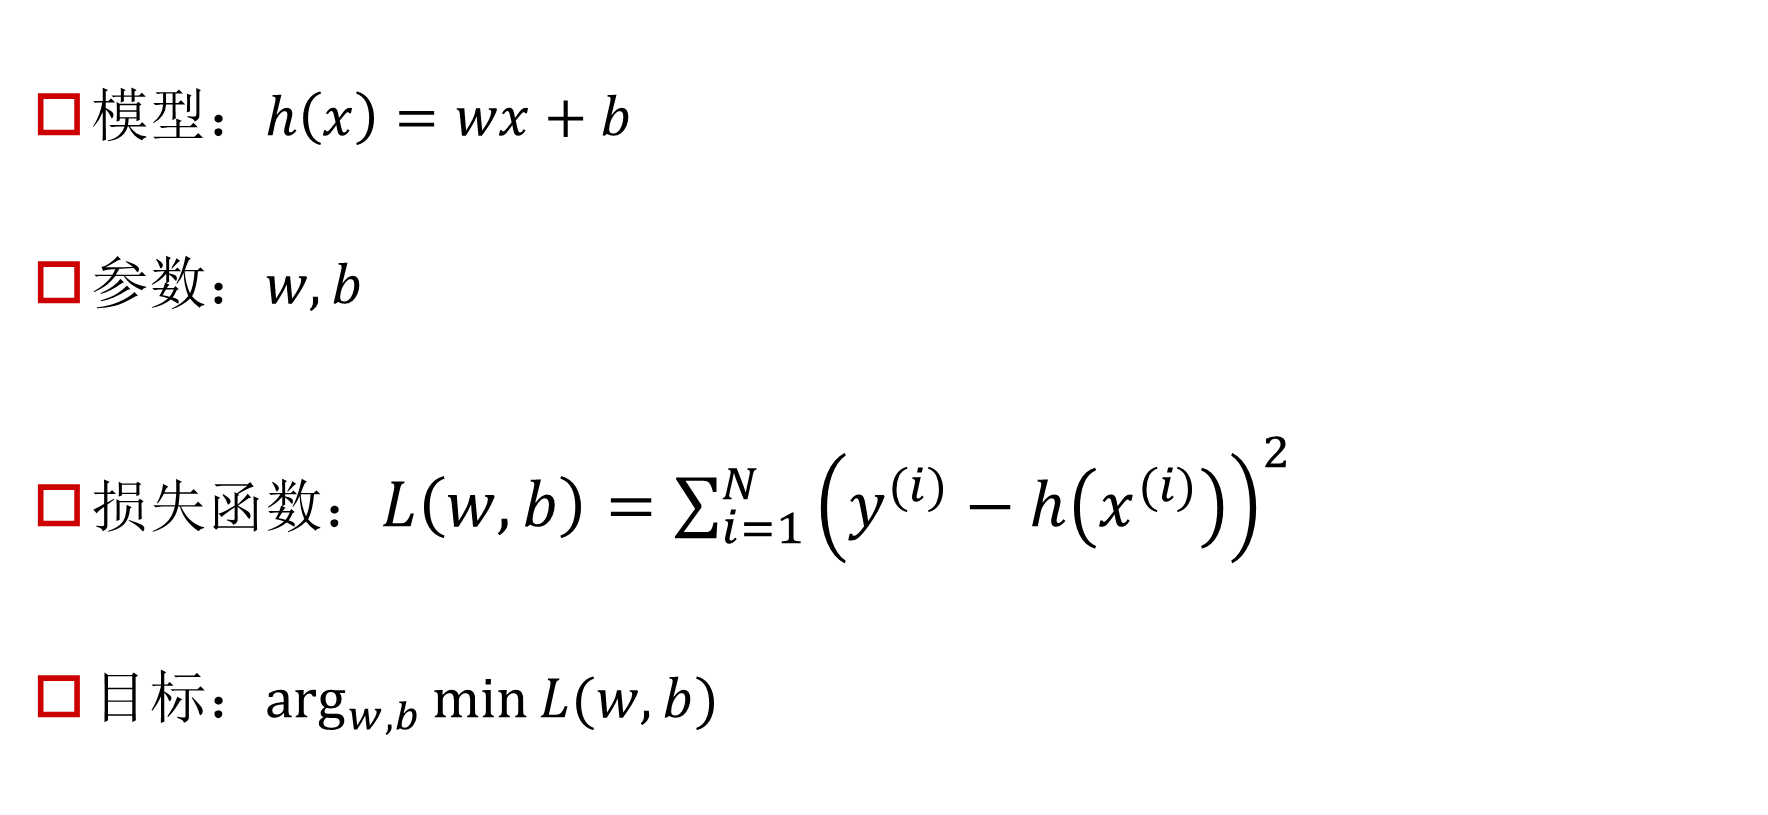 模型：h(x) = wx + b
参数：w, b
损失函数：L(w, b) = ∑_{i=1}^{N} (y^{(i)} − h(x^{(i)}))^2
目标：arg_{w,b} min L(w, b)